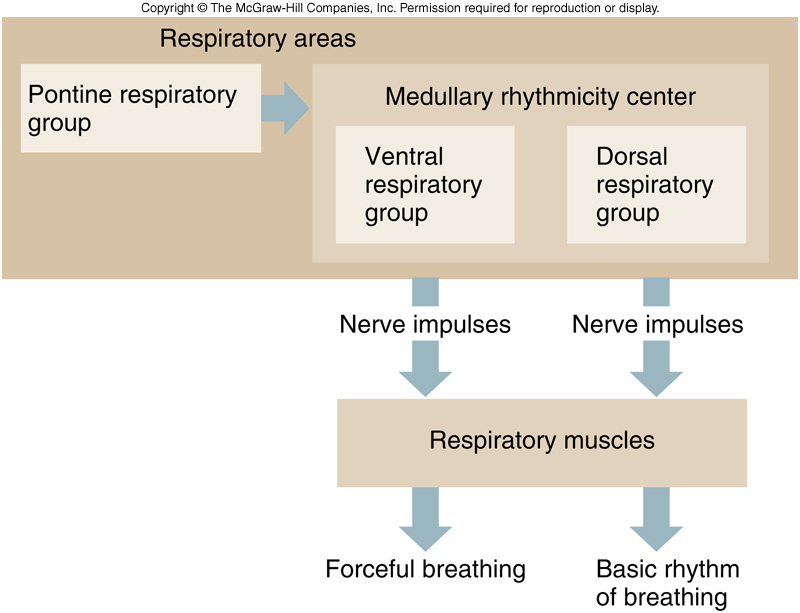 Copyright © The McGraw-Hill Companies, Inc. Permission required for reproduction or display.
Respiratory areas
Pontine respiratory
group
Medullary rhythmicity center
Ventral
respiratory
group
Dorsal
respiratory
group
Nerve impulses
Nerve impulses
Respiratory muscles
Forceful breathing
Basic rhythm
of breathing